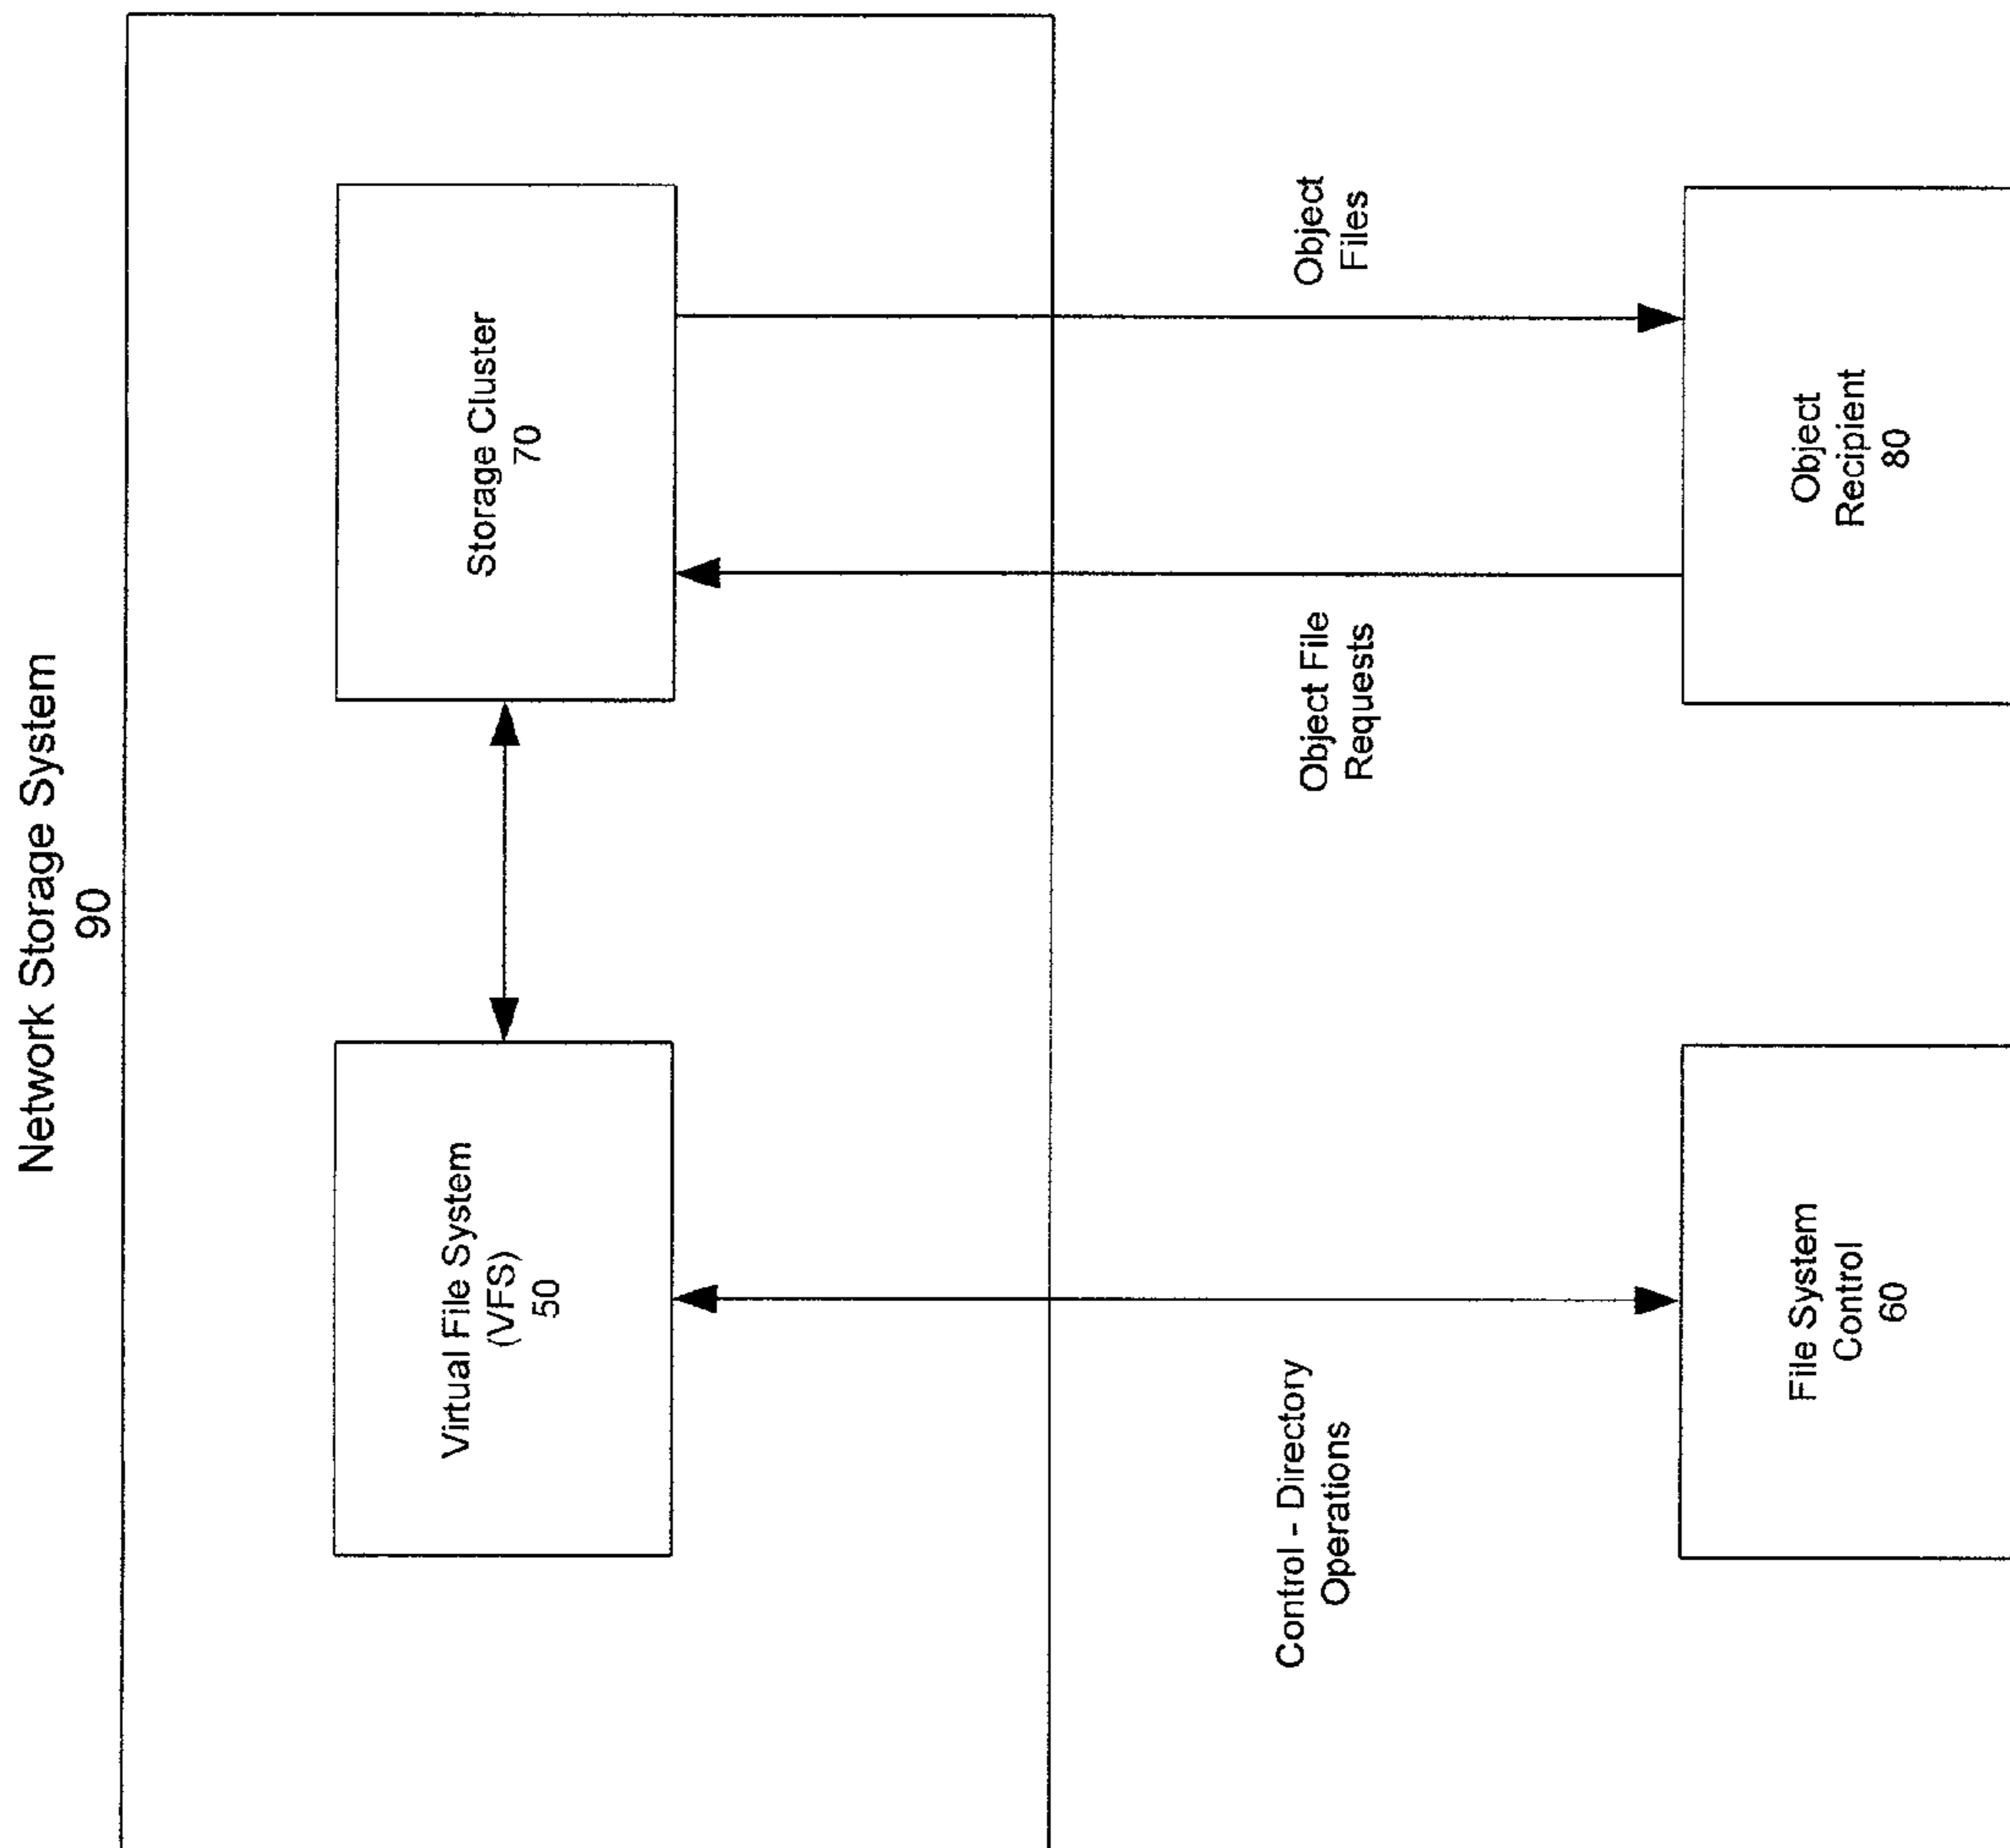 Network Storage System
90
Virtual File System
(VFS)
50
Storage Cluster
70
Control - Directory
Operations
Object File
Requests
Object
Files
File System
Control
60
Object
Recipient
80